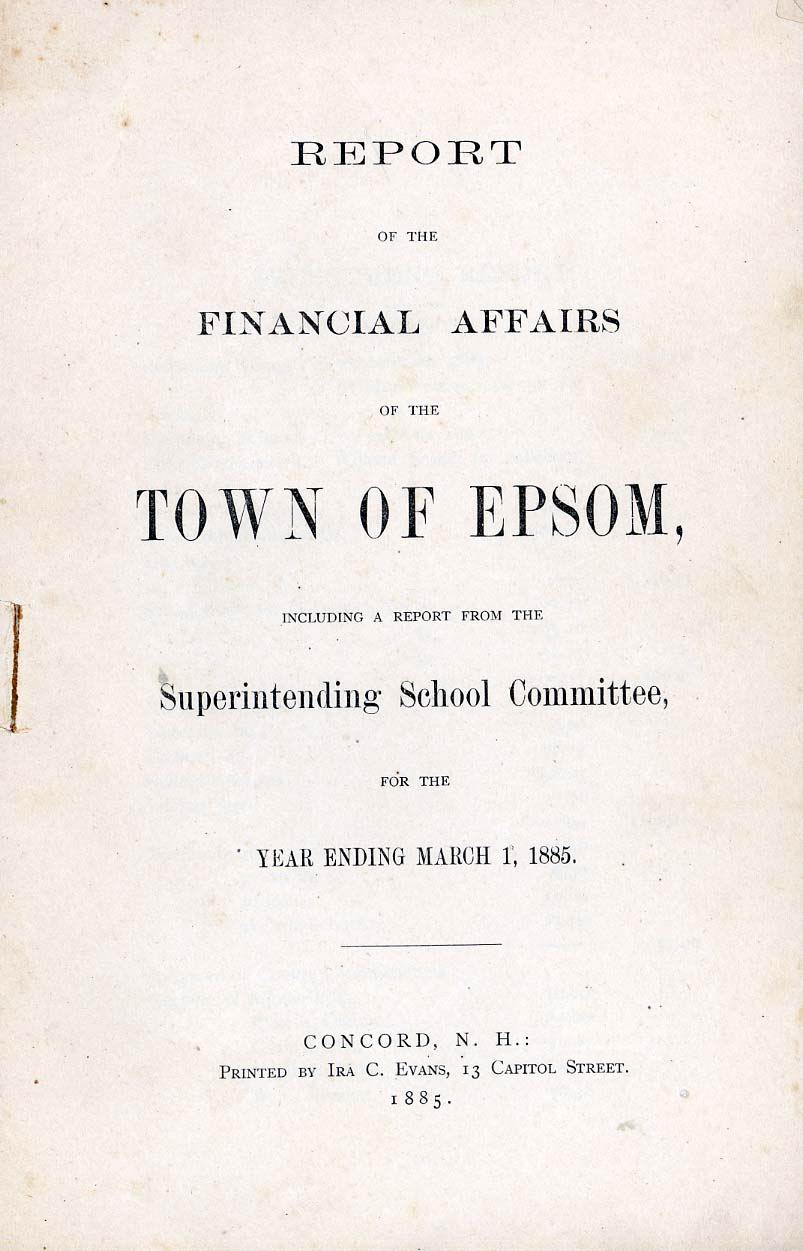 REPORT
OF THE
FINANCIAL AFFAIRS
OF THE
TOWN OF EPSOM,
INCLUDING A REPORT FROM THE
Superintending School Committee,
FOR THE
YEAR ENDING MARCH 1, 1885.
CONCORD, N. H.:
PRINTED BY IRA C. EVANS, 13 CAPITOL STREET.
1885.